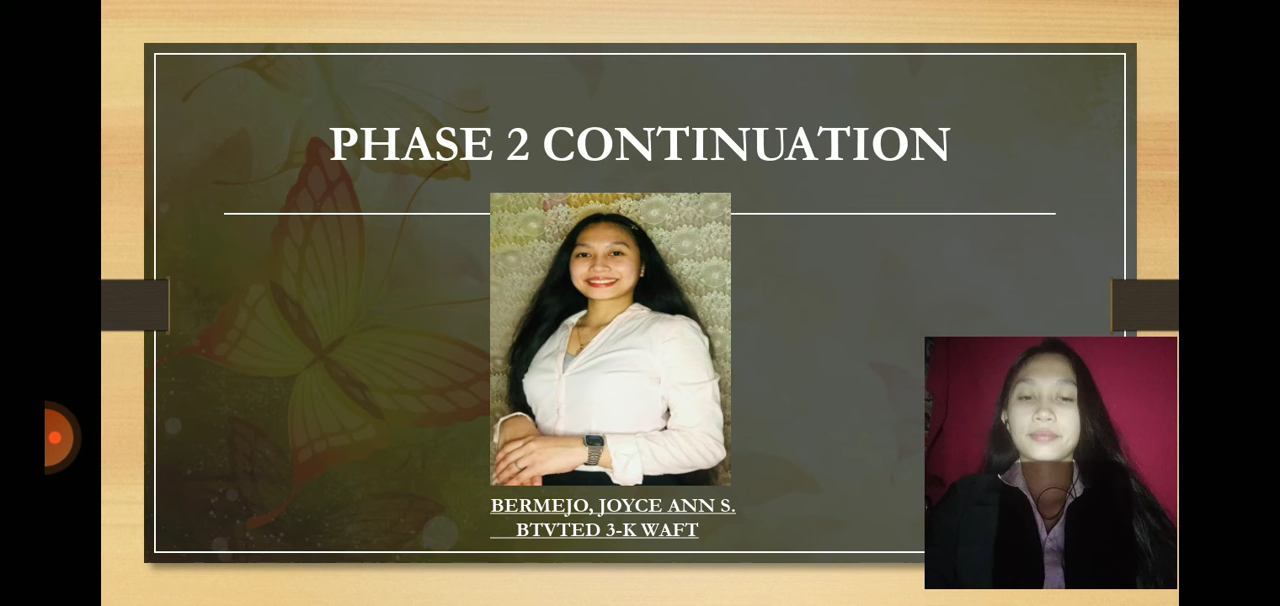 PHASE 2 CONTINUATION
BERMEJO, JOYCE ANN S.
BTVTED 3-K WAFT